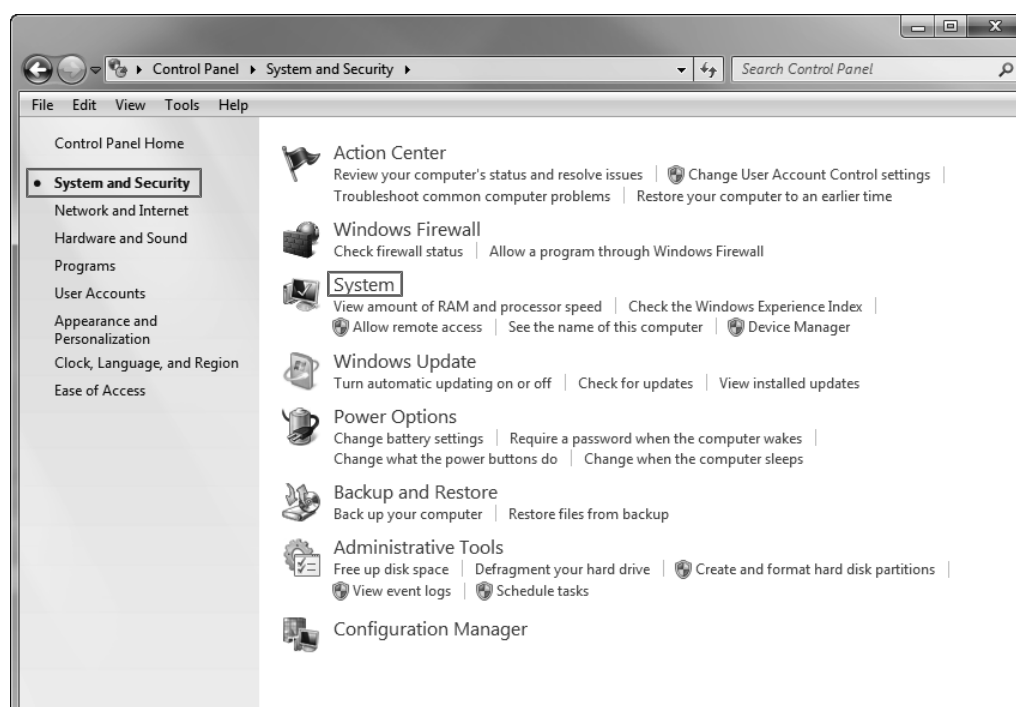 Control Panel System and Security
Search Control Panel
File Edit View Tools Help
Control Panel Home
System and Security
Network and Internet
Hardware and Sound
Programs
User Accounts
Appearance and
Personalization
Clock, Language, and Region
Ease of Access
Action Center
Review your computer's status and resolve issues Change User Account Control settings
Troubleshoot common computer problems Restore your computer to an earlier time
Windows Firewall
Check firewall status Allow a program through Windows Firewall
System
View amount of RAM and processor speed Check the Windows Experience Index
Allow remote access See the name of this computer Device Manager
Windows Update
Turn automatic updating on or off Check for updates View installed updates
Power Options
Change battery settings Require a password when the computer wakes
Change what the power buttons do Change when the computer sleeps
Backup and Restore
Back up your computer Restore files from backup
Administrative Tools
Free up disk space Defragment your hard drive Create and format hard disk partitions
View event logs Schedule tasks
Configuration Manager